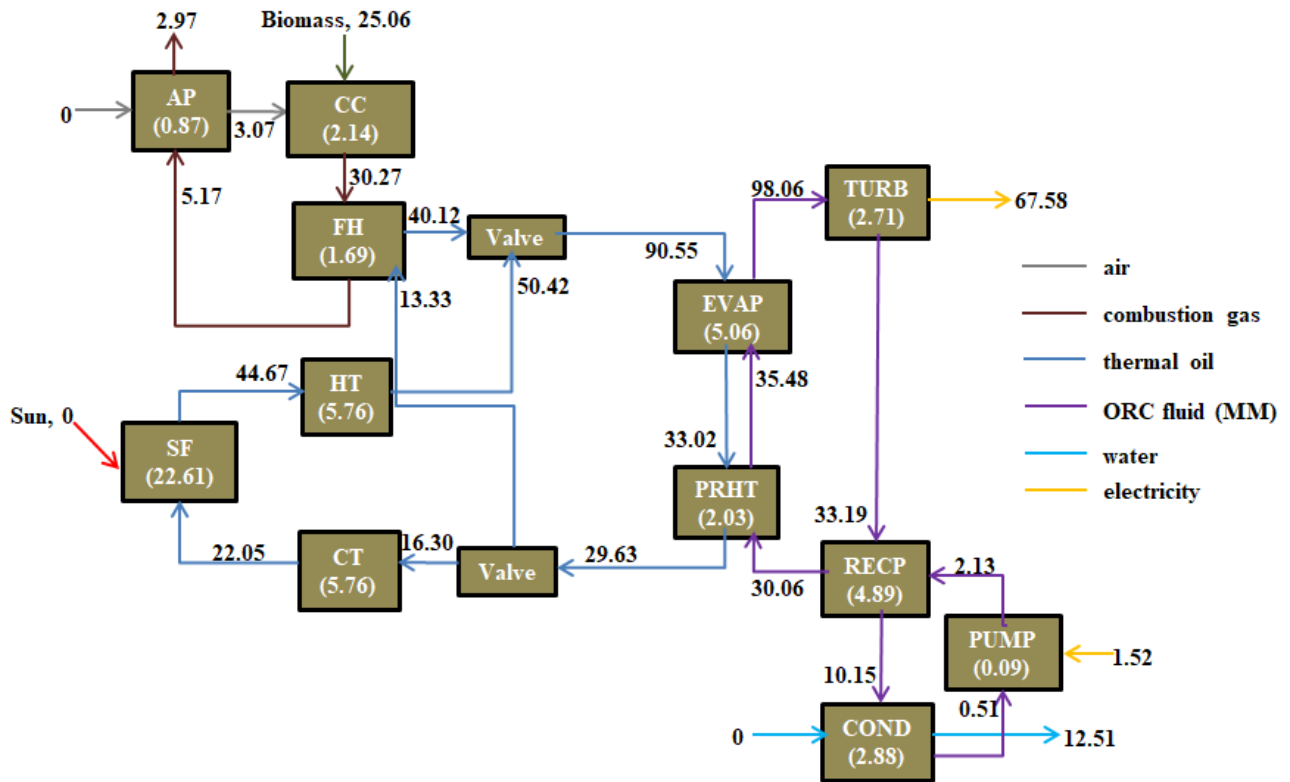 2.97
Biomass, 25.06
AP
(0.87)
0
3.07
CC
(2.14)
5.17
30.27
FH
(1.69)
40.12
Valve
90.55
98.06
TURB
(2.71)
67.58
13.33
50.42
EVAP
(5.06)
35.48
air
combustion gas
thermal oil
ORC fluid (MM)
water
electricity
44.67
HT
(5.76)
Sun, 0
SF
(22.61)
33.02
PRHT
(2.03)
33.19
22.05
CT
(5.76)
16.30
Valve
29.63
30.06
RECP
(4.89)
2.13
PUMP
(0.09)
1.52
10.15
0.51
0
COND
(2.88)
12.51